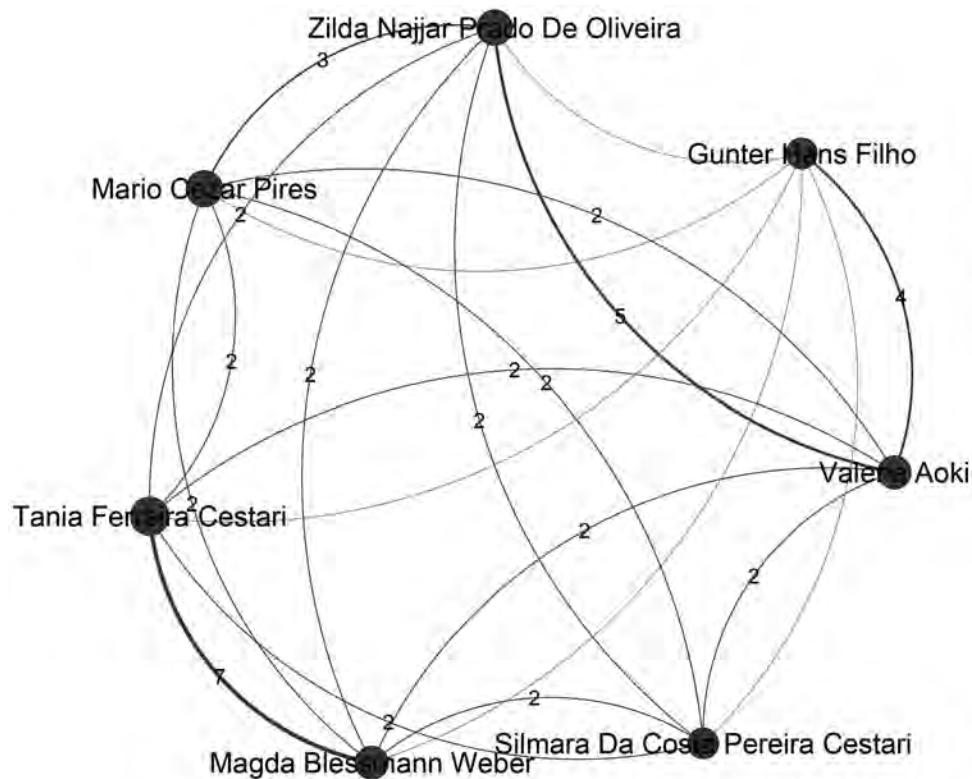 Zilda Najjar Prado De Oliveira
3
Gunter Hans Filho
Mario Cezar Pires
2
2
4
5
2
2
2
2
2
Valeria Aoki
2
Tania Ferreira Cestari
2
2
7
2
2
Silmara Da Costa Pereira Cestari
Magda Blessmann Weber